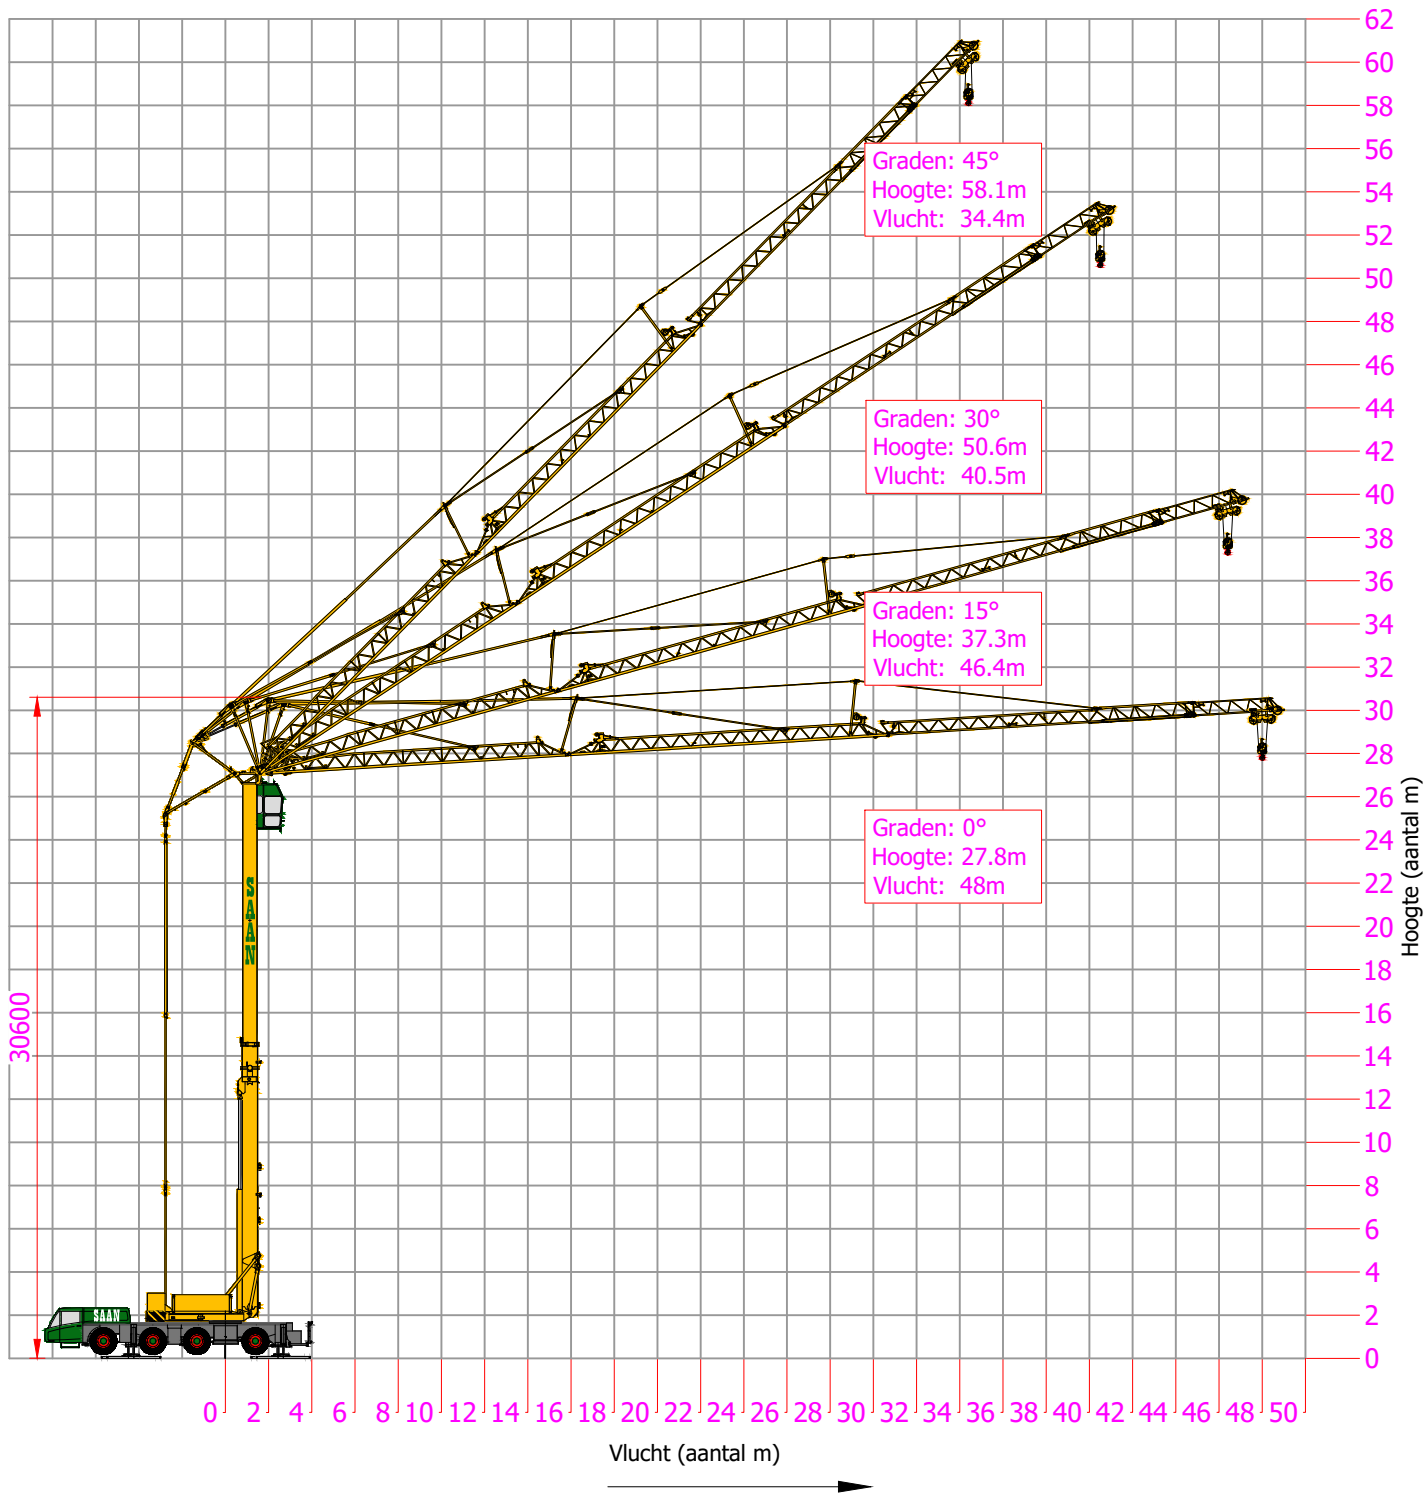 62
60
58
56
54
52
50
48
46
44
42
40
38
36
34
32
30
28
26
24
22
20
18
16
14
12
10
8
6
4
2
0
Hoogte (aantal m)
Graden: 45°
Hoogte: 58.1m
Vlucht: 34.4m
Graden: 30°
Hoogte: 50.6m
Vlucht: 40.5m
Graden: 15°
Hoogte: 37.3m
Vlucht: 46.4m
Graden: 0°
Hoogte: 27.8m
Vlucht: 48m
SAAN
30600
SAAN
0 2 4 6 8 10 12 14 16 18 20 22 24 26 28 30 32 34 36 38 40 42 44 46 48 50
Vlucht (aantal m)